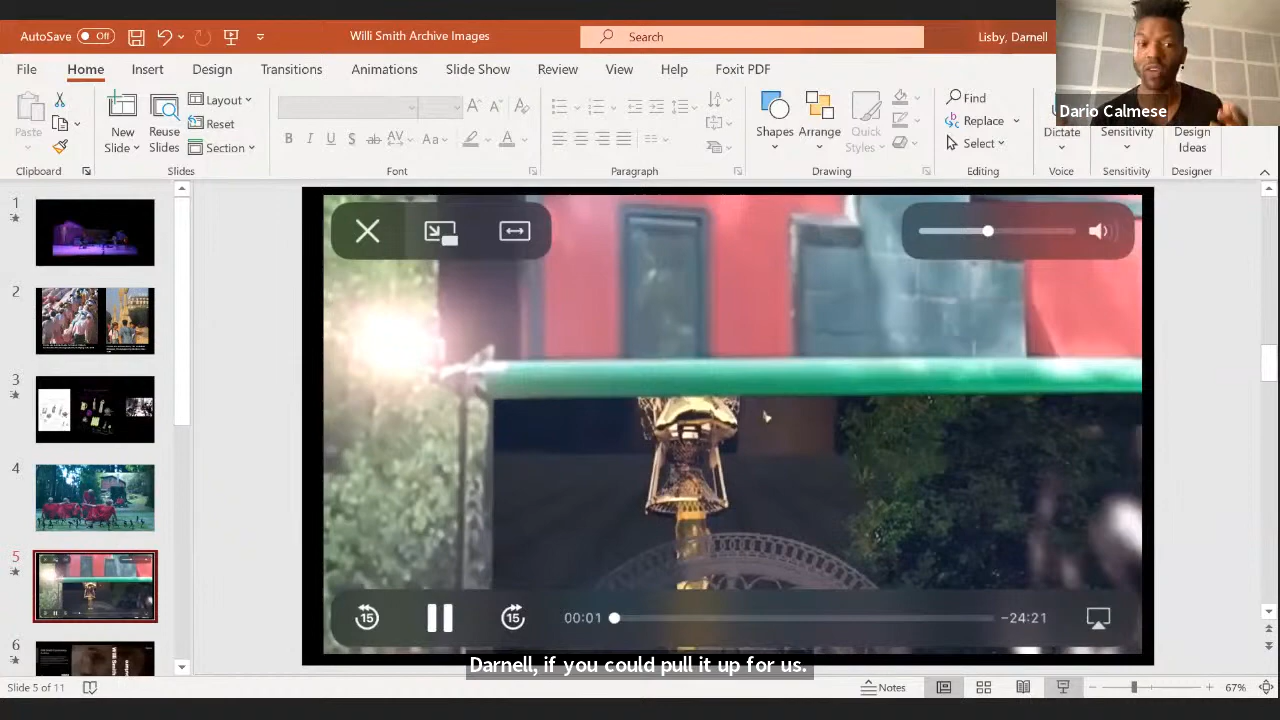 AutoSave Off
Willi Smith Archive Images
Search
Lisby, Darnell
File Home Insert Design Transitions Animations Slide Show Review View Help Foxit PDF
Dario Calmese
Paste
New Slide
Reuse Slides
Layout
Reset
Section
B I U S ab AV Aa A
Shapes
Arrange
Quick Styles
Find
Replace
Select
Dictate
Sensitivity
Design Ideas
Clipboard
Slides
Font
Paragraph
Drawing
Editing
Voice
Sensitivity
Designer
1
2
3
4
5
6
15
15
00:01
-24:21
Darnell, if you could pull it up for us.
Slide 5 of 11
Notes
67%